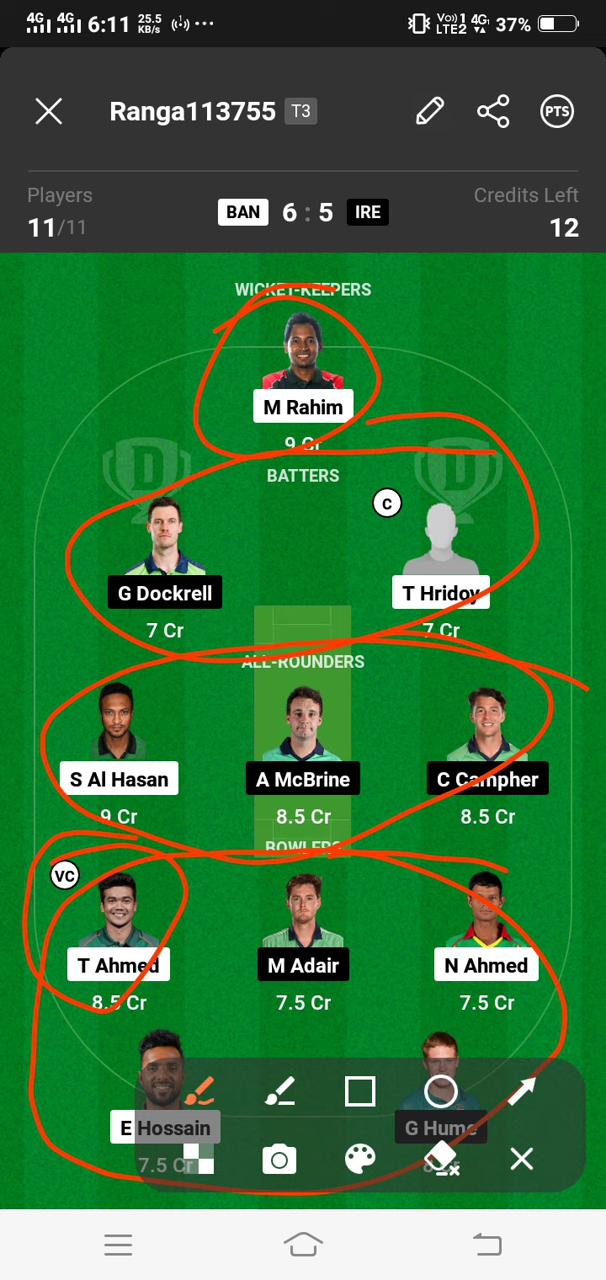 4G 4G 6:11 25.5 KB/s ... Vo) 1 LTE2 4G 37%
Ranga113755 T3 PTS
Players Credits Left
11/11 BAN 6 : 5 IRE 12
WICKET-KEEPERS
M Rahim
9 Cr
BATTERS
C
G Dockrell T Hridoy
7 Cr 7 Cr
ALL-ROUNDERS
S Al Hasan A McBrine C Campher
9 Cr 8.5 Cr 8.5 Cr
BOWLERS
VC
T Ahmed M Adair N Ahmed
8.5 Cr 7.5 Cr 7.5 Cr
E Hossain G Hume
7.5 Cr